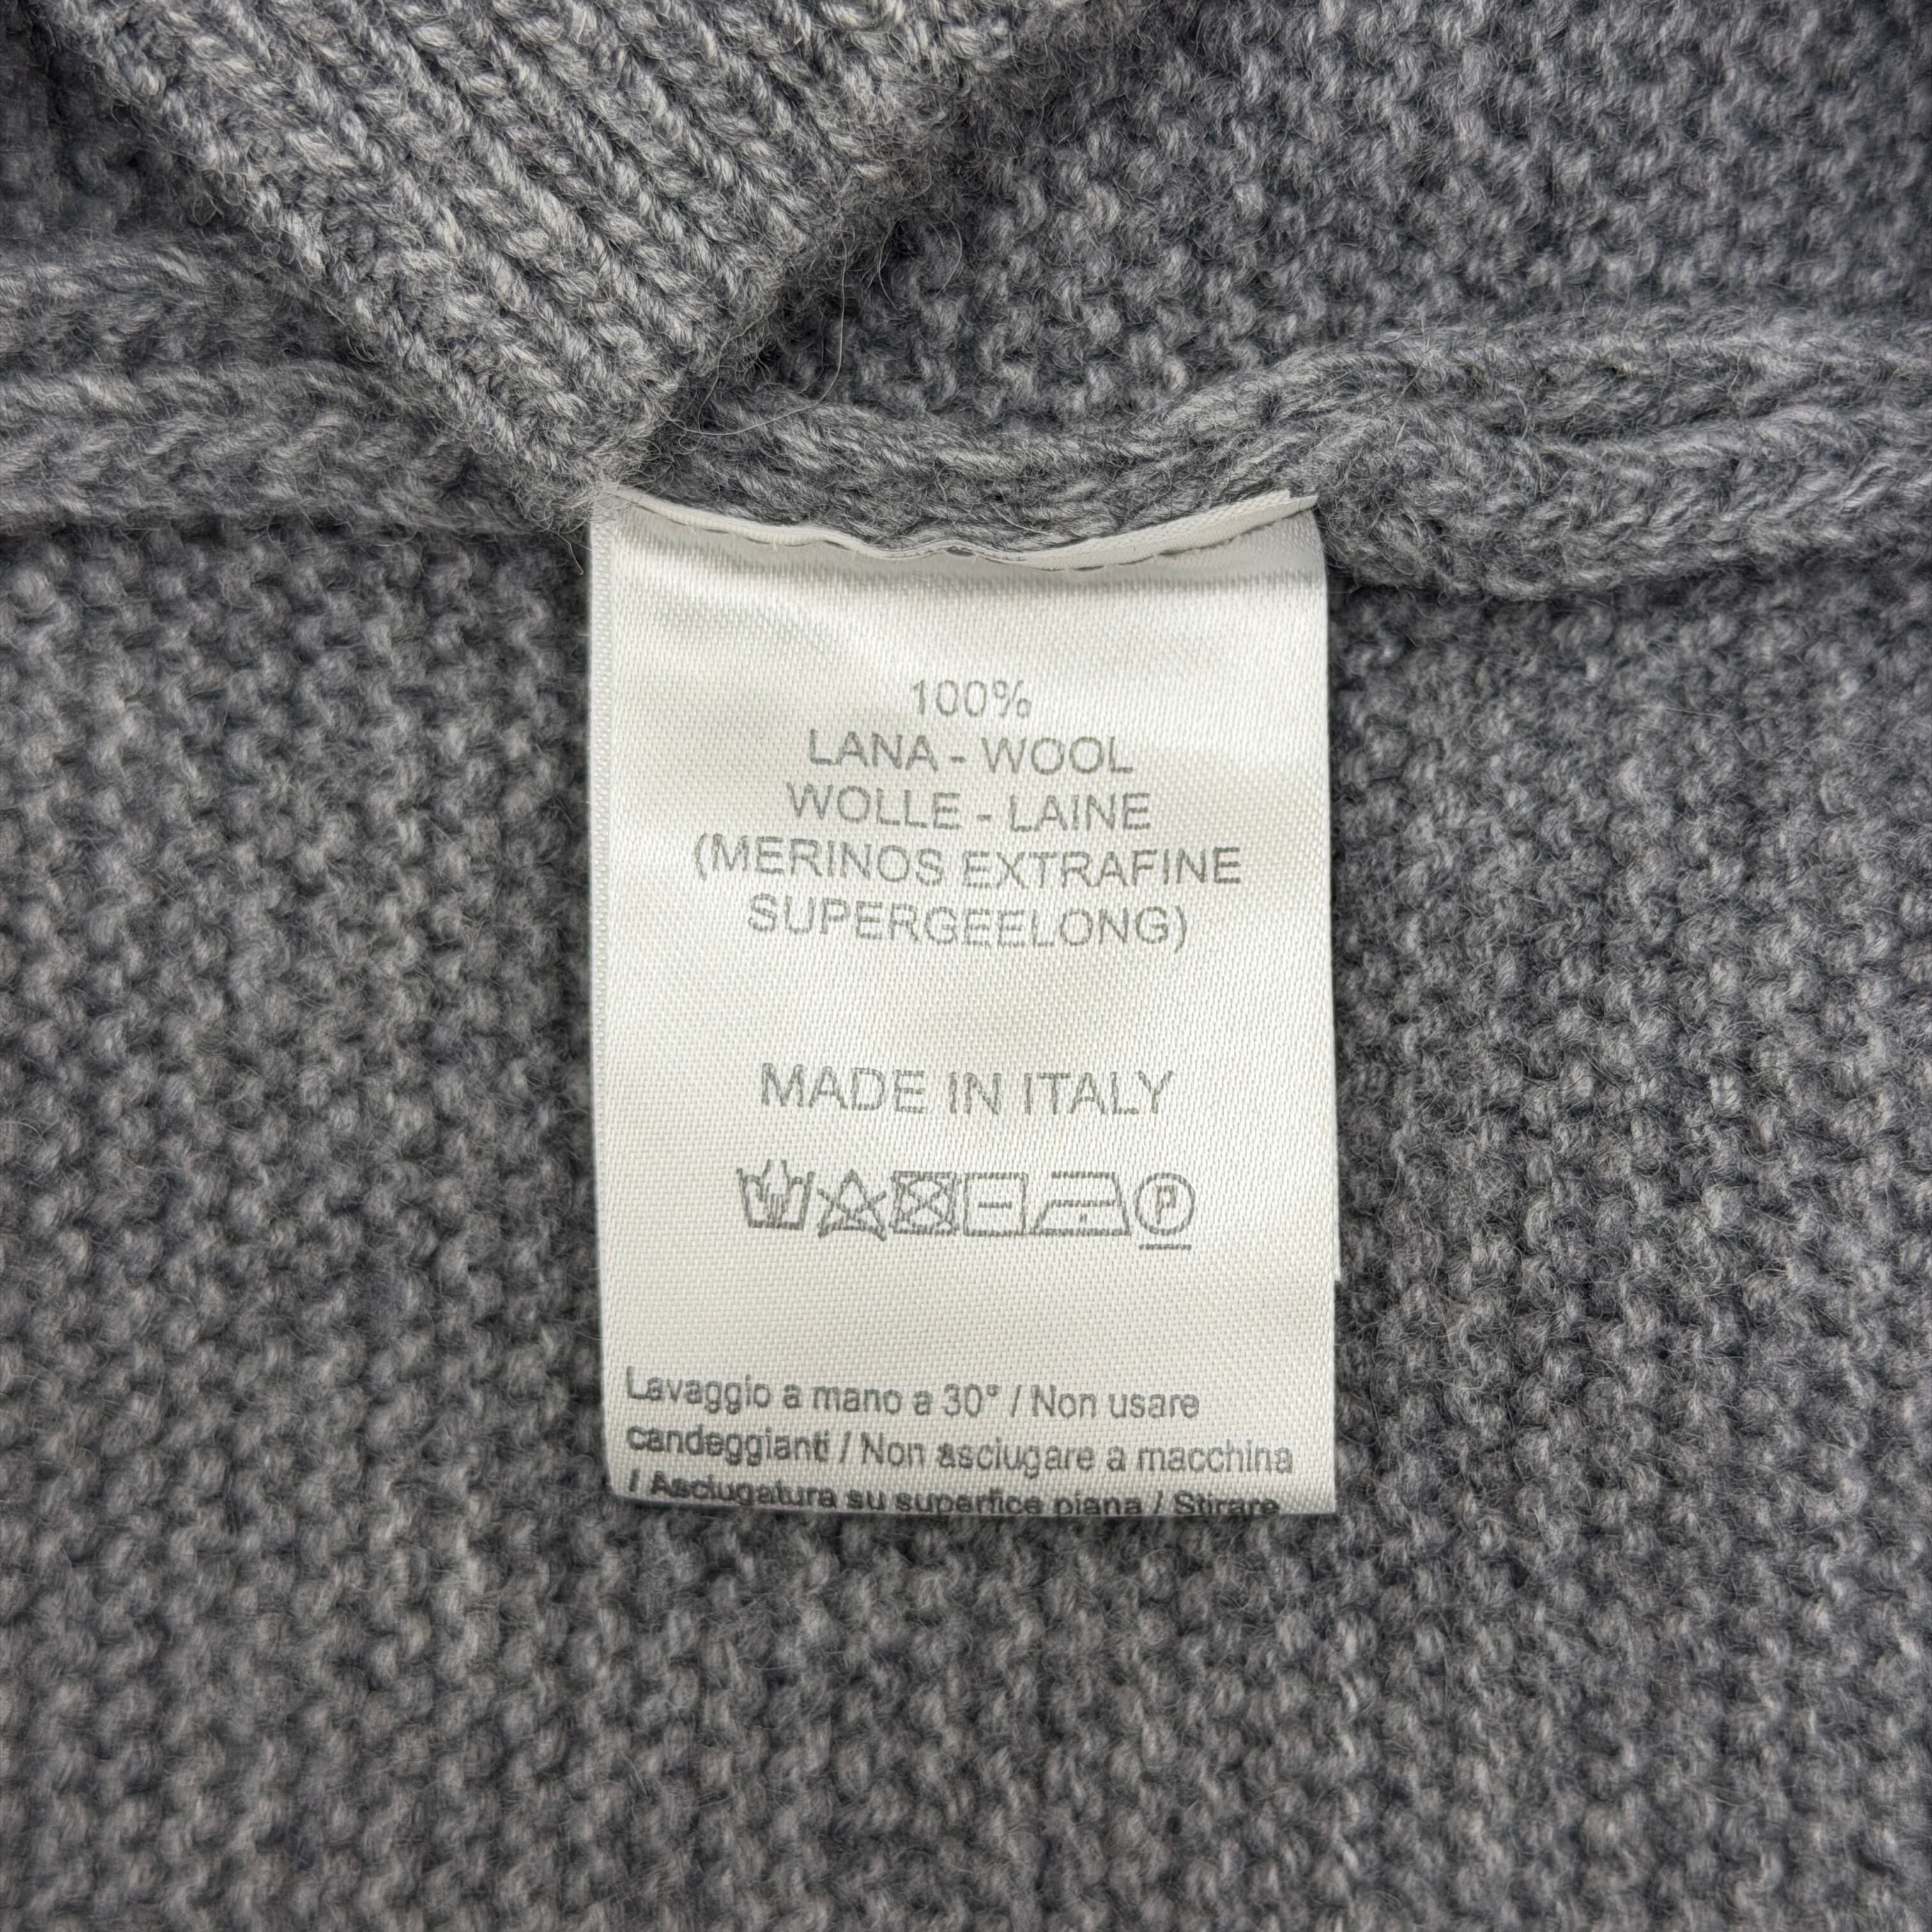 100%
LANA - WOOL
WOLLE - LAINE
(MERINOS EXTRAFINE
SUPERGEELONG)
MADE IN ITALY
P
Lavaggio a mano a 30° / Non usare
candeggianti / Non asciugare a macchina
/ Asciugatura su superfice piana / Stirare